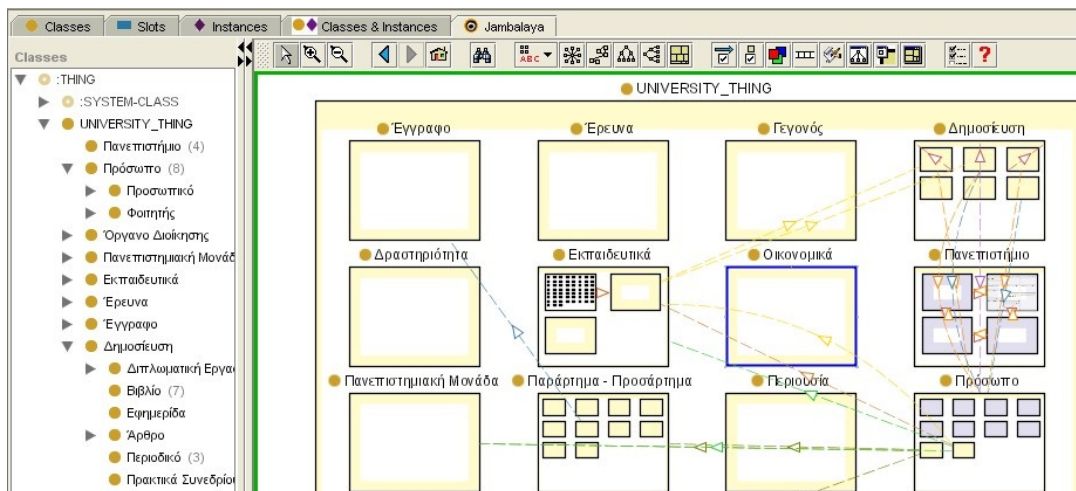 Classes Slots Instances Classes & Instances Jambalaya
Classes
ABC
:THING
:SYSTEM-CLASS
UNIVERSITY_THING
Πανεπιστήμιο (4)
Πρόσωπο (8)
Προσωπικό
Φοιτητής
Όργανο Διοίκησης
Πανεπιστημιακή Μονάδ
Εκπαιδευτικά
Έρευνα
Έγγραφο
Δημοσίευση
Διπλωματική Εργα
Βιβλίο (7)
Εφημερίδα
Άρθρο
Περιοδικό (3)
Πρακτικά Συνεδρίο
UNIVERSITY_THING
Έγγραφο Έρευνα Γεγονός Δημοσίευση
Δραστηριότητα Εκπαιδευτικά Οικονομικά Πανεπιστήμιο
Πανεπιστημιακή Μονάδα Παράρτημα - Προσάρτημα Περιουσία Πρόσωπο